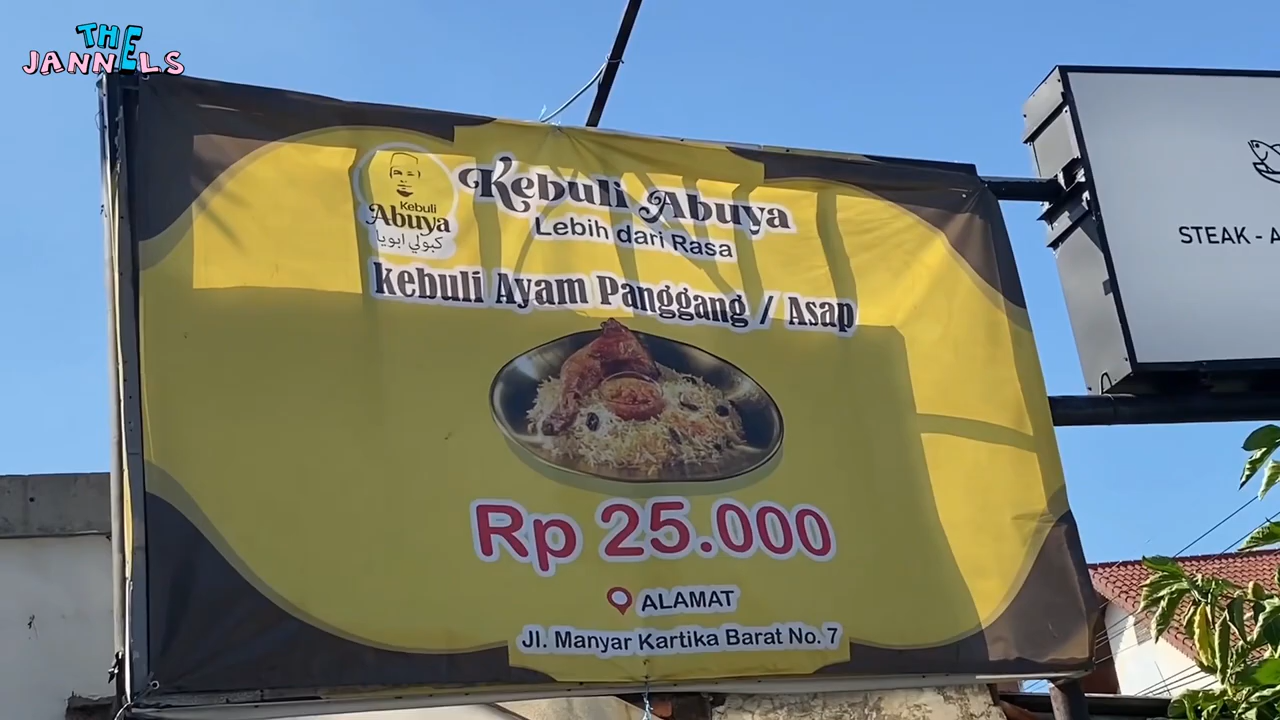 THE
JANNELS
Kebuli
Abuya
كبولي ابويا
Kebuli Abuya
Lebih dari Rasa
kebuli Ayam Panggang / Asap
Rp 25.000
ALAMAT
Jl. Manyar Kartika Barat No. 7
STEAK -